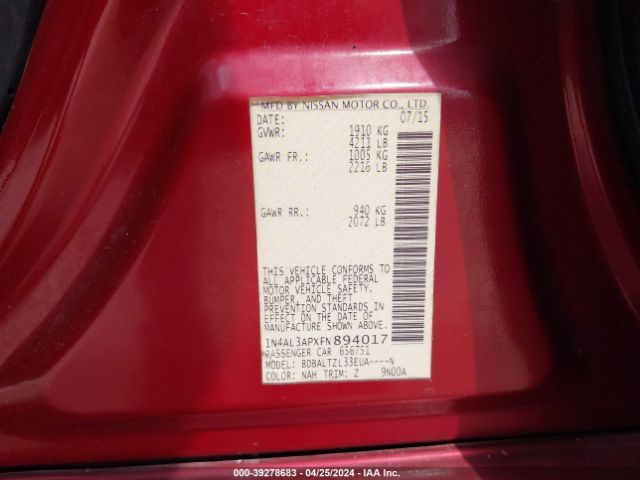 MFD BY NISSAN MOTOR CO., LTD.
DATE: 07/15
GVWR: 1910 KG
4211 LB
GAWR FR.: 1005 KG
2216 LB
GAWR RR.: 940 KG
2072 LB
THIS VEHICLE CONFORMS TO
ALL APPLICABLE FEDERAL
MOTOR VEHICLE SAFETY,
BUMPER, AND THEFT
PREVENTION STANDARDS IN
EFFECT ON THE DATE OF
MANUFACTURE SHOWN ABOVE.
1N4AL3APXFN894017
PASSENGER CAR 656751
MODEL: BDBALTZL33EUA----N
COLOR: NAH TRIM: Z 9N00A
000-39278683 - 04/25/2024 - IAA Inc.